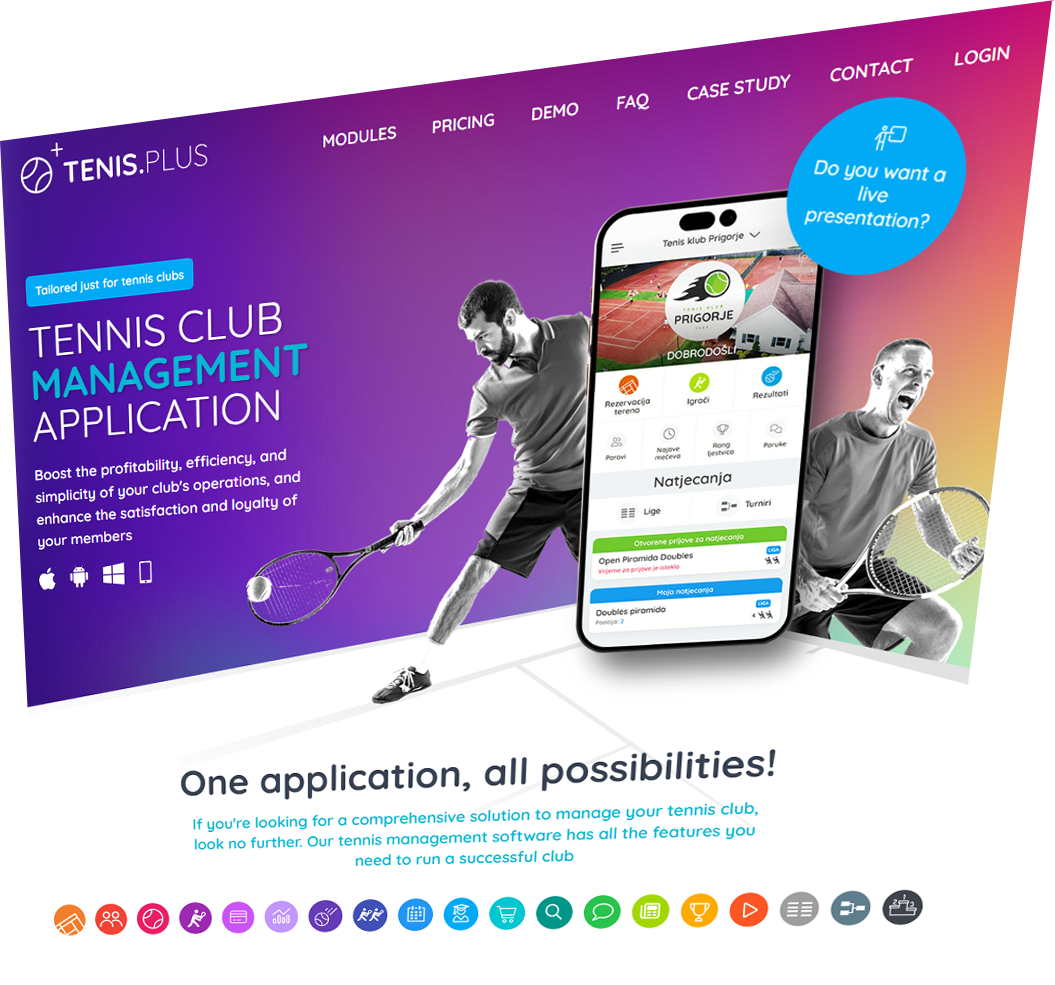 MODULES PRICING DEMO FAQ CASE STUDY CONTACT LOGIN
TENIS.PLUS
Do you want a
live
presentation?
Tailored just for tennis clubs
TENNIS CLUB
MANAGEMENT
APPLICATION
Boost the profitability, efficiency, and
simplicity of your club's operations, and
enhance the satisfaction and loyalty of
your members
Tenis klub Prigorje
TENIS KLUB
PRIGORJE
DOBRODOŠLI
Rezervacija
terena
Igrači
Rezultati
Parovi
Najave
mečeva
Rang
ljestvica
Poruke
Natjecanja
Lige
Turniri
Otvorene prijave za natjecanja
Open Piramida Doubles
LIGA
Vrijeme za prijave je isteklo
Moja natjecanja
Doubles piramida
LIGA
Pozicija: 2
4
One application, all possibilities!
If you're looking for a comprehensive solution to manage your tennis club,
look no further. Our tennis management software has all the features you
need to run a successful club
2 1 3